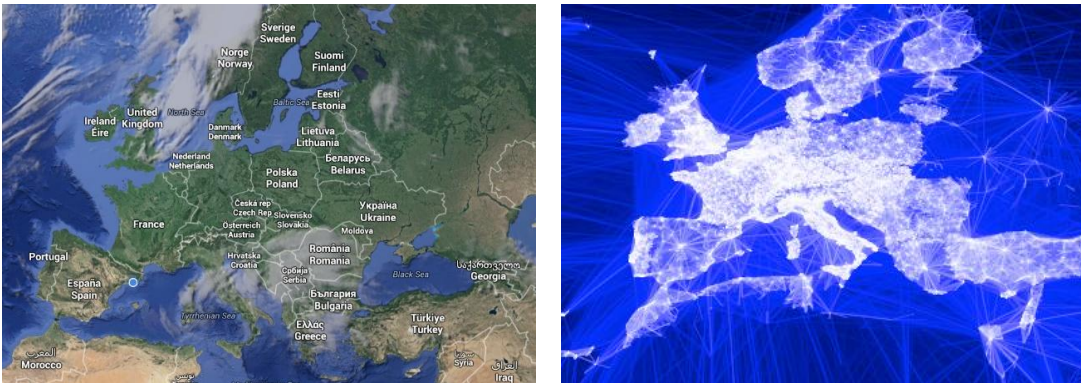 Sverige
Sweden
Norge
Norway
Suomi
Finland
Eesti
Estonia
Baltic Sea
North Sea
United
Kingdom
Ireland
Éire
Danmark
Denmark
Lietuva
Lithuania
Nederland
Netherlands
Беларусь
Belarus
Polska
Poland
Česká rep
Czech Rep
Slovensko
Slovakia
Україна
Ukraine
France
Österreich
Austria
Moldova
Hrvatska
Croatia
România
Romania
Србија
Serbia
Portugal
España
Spain
Black Sea
საქართველო
Georgia
България
Bulgaria
Tyrrhenian Sea
Ελλάς
Greece
Türkiye
Turkey
المغرب
Morocco
تونس
سوريا
Syria
العراق
Iraq